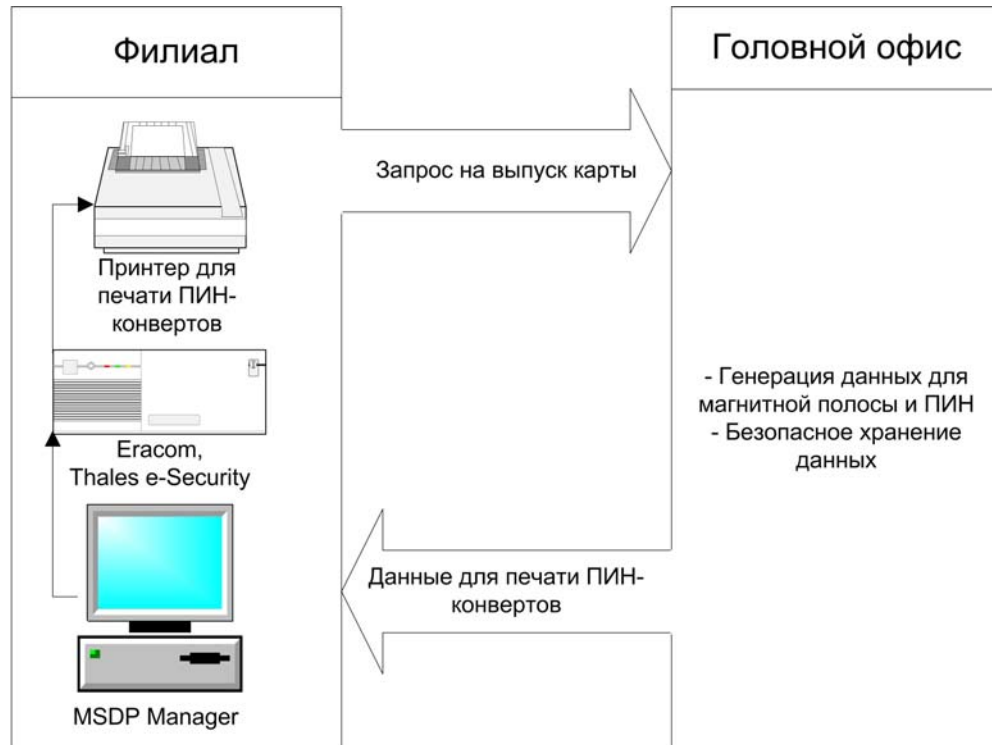 Филиал
Головной офис
Запрос на выпуск карты
Принтер для
печати ПИН-
конвертов
Eracom,
Thales e-Security
- Генерация данных для
магнитной полосы и ПИН
- Безопасное хранение
данных
Данные для печати ПИН-
конвертов
MSDP Manager